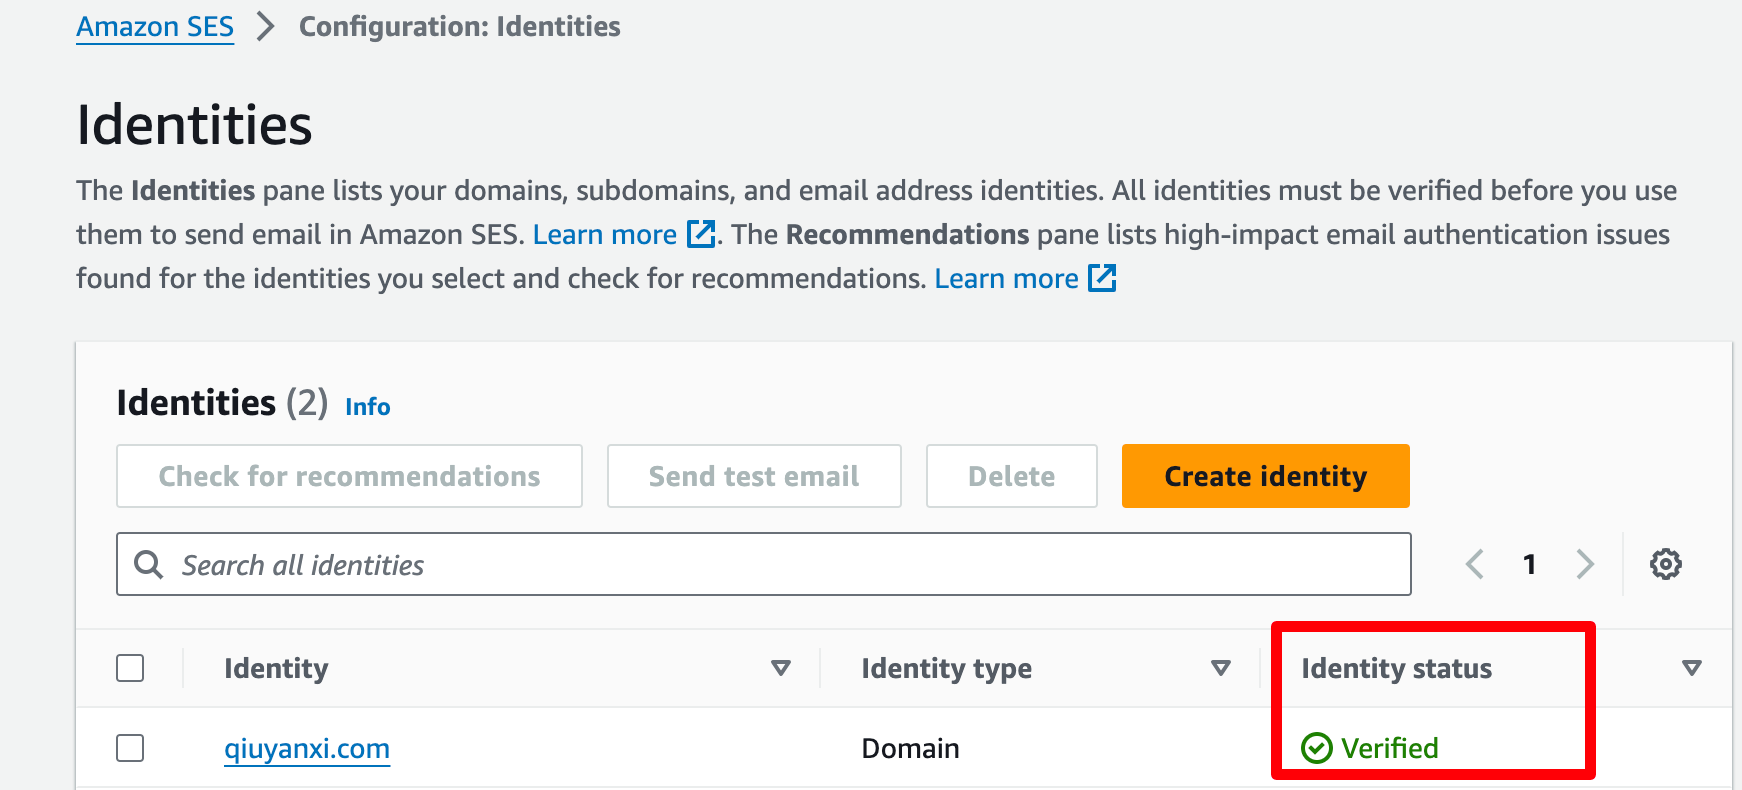 Amazon SES > Configuration: Identities
Identities
The Identities pane lists your domains, subdomains, and email address identities. All identities must be verified before you use
them to send email in Amazon SES. Learn more . The Recommendations pane lists high-impact email authentication issues
found for the identities you select and check for recommendations. Learn more
Identities (2) Info
Check for recommendations Send test email Delete Create identity
Search all identities 1
Identity Identity type Identity status
qiuyanxi.com Domain Verified